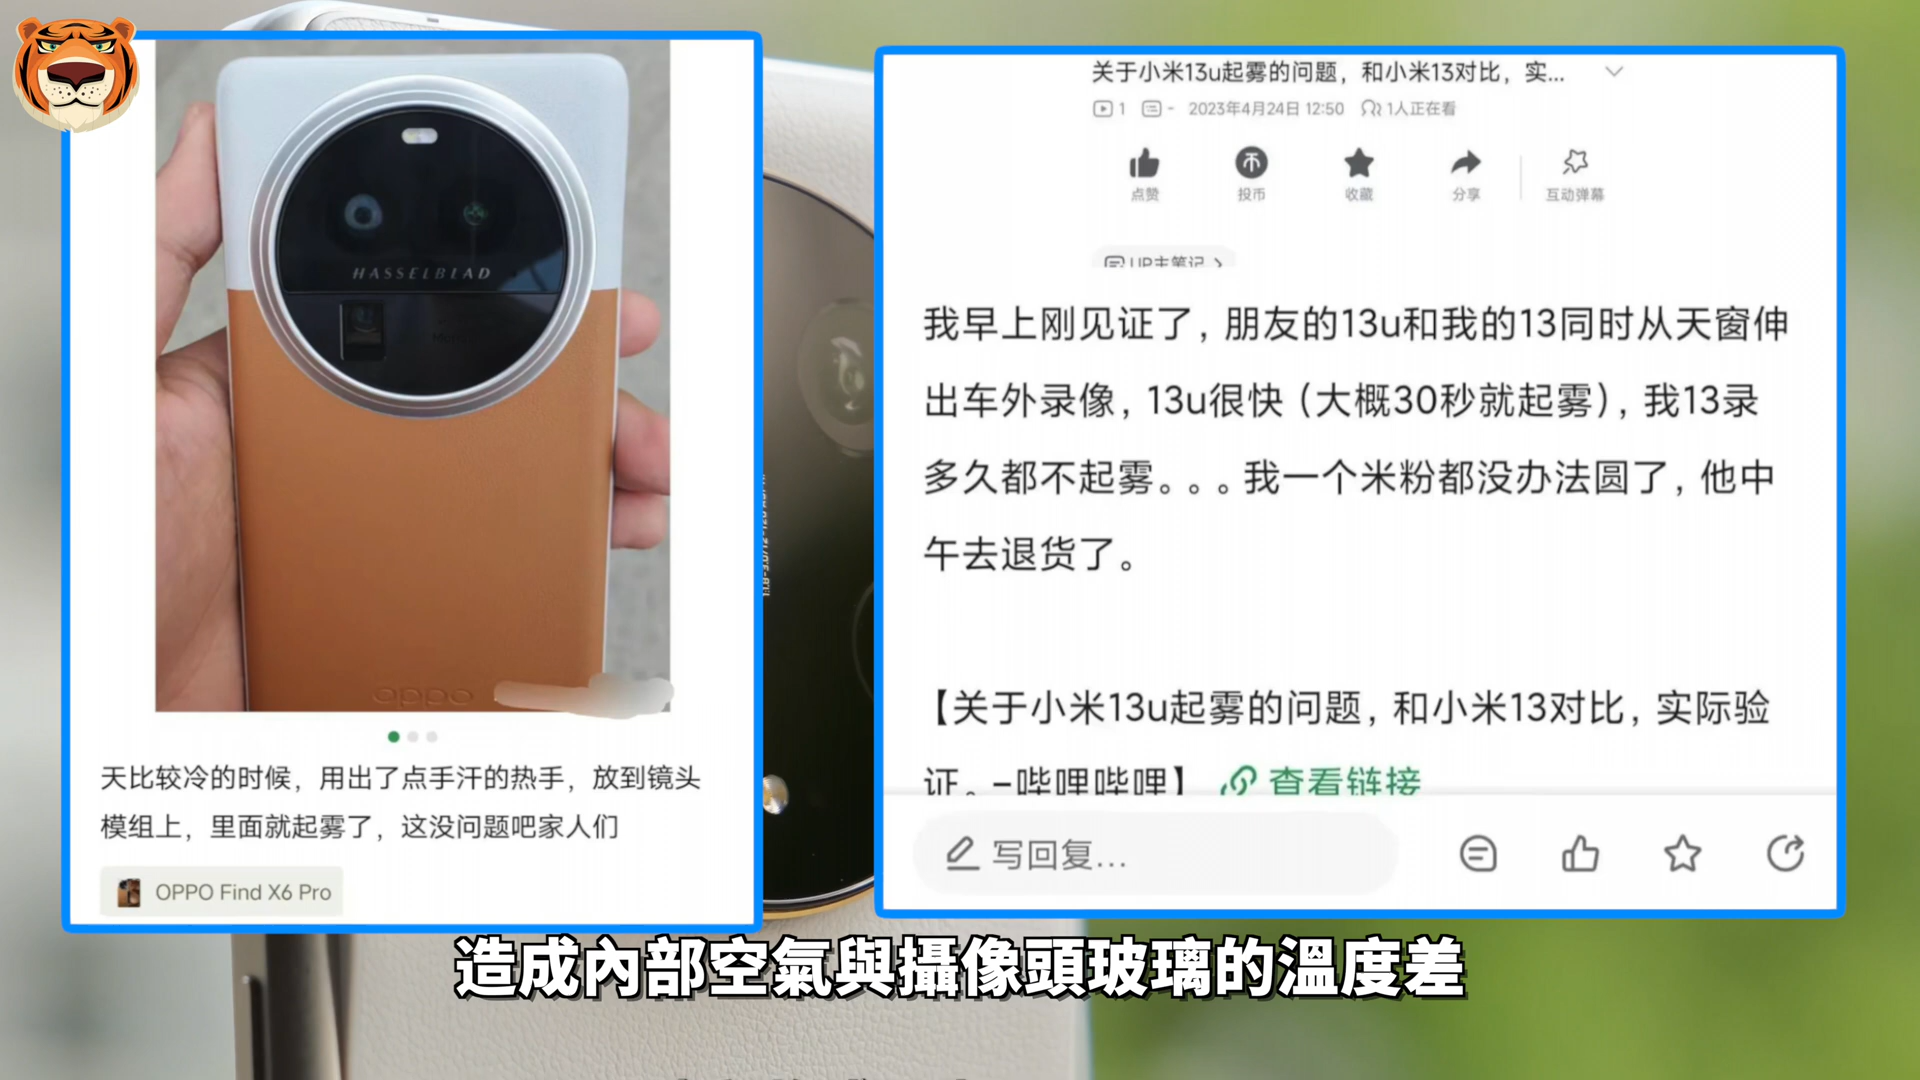 HASSELBLAD
oppo
天比较冷的时候，用出了点手汗的热手，放到镜头
模组上，里面就起雾了，这没问题吧家人们
OPPO Find X6 Pro
关于小米13u起雾的问题，和小米13对比，实...
1 - 2023年4月24日 12:50 1人正在看
点赞 投币 收藏 分享 互动弹幕
UP主笔记 >
我早上刚见证了，朋友的13u和我的13同时从天窗伸
出车外录像，13u很快（大概30秒就起雾），我13录
多久都不起雾。。。我一个米粉都没办法圆了，他中
午去退货了。
【关于小米13u起雾的问题，和小米13对比，实际验
证。-哔哩哔哩】 查看链接
写回复...
造成內部空氣與攝像頭玻璃的溫度差